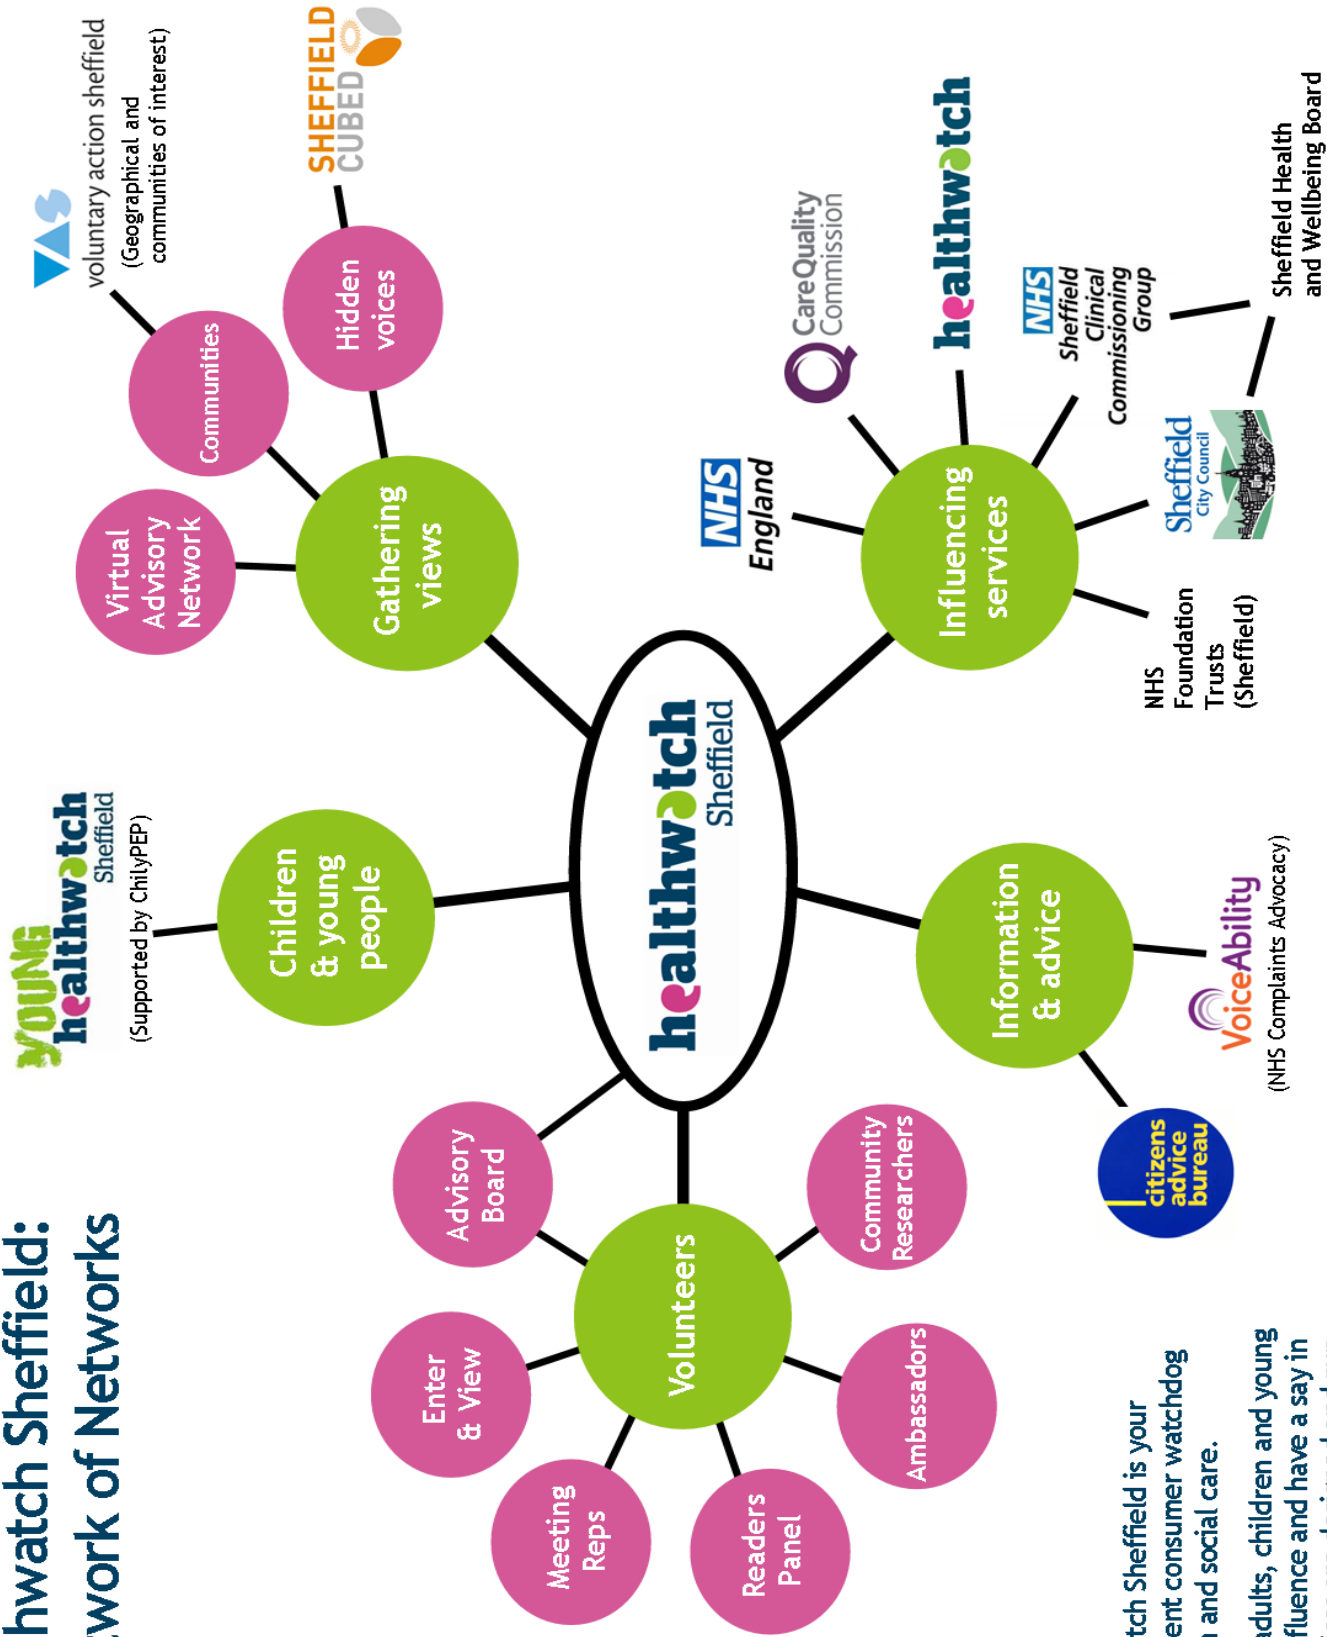 hwatch Sheffield:
work of Networks
YOUNG
healthwatch
Sheffield
(Supported by ChilyPEP)
Children
& young
people
VAS
voluntary action sheffield
(Geographical and
communities of interest)
Communities
Virtual
Advisory
Network
Hidden
voices
SHEFFIELD
CUBED
Gathering
views
Advisory
Board
Enter
& View
Meeting
Reps
Readers
Panel
Ambassadors
Community
Researchers
Volunteers
healthwatch
Sheffield
Influencing
services
NHS
England
CareQuality
Commission
healthwatch
NHS
Sheffield
Clinical
Commissioning
Group
Sheffield
City Council
Sheffield Health
and Wellbeing Board
NHS
Foundation
Trusts
(Sheffield)
Information
& advice
VoiceAbility
(NHS Complaints Advocacy)
citizens
advice
bureau
tch Sheffield is your
ent consumer watchdog
and social care.
adults, children and young
fluence and have a say in